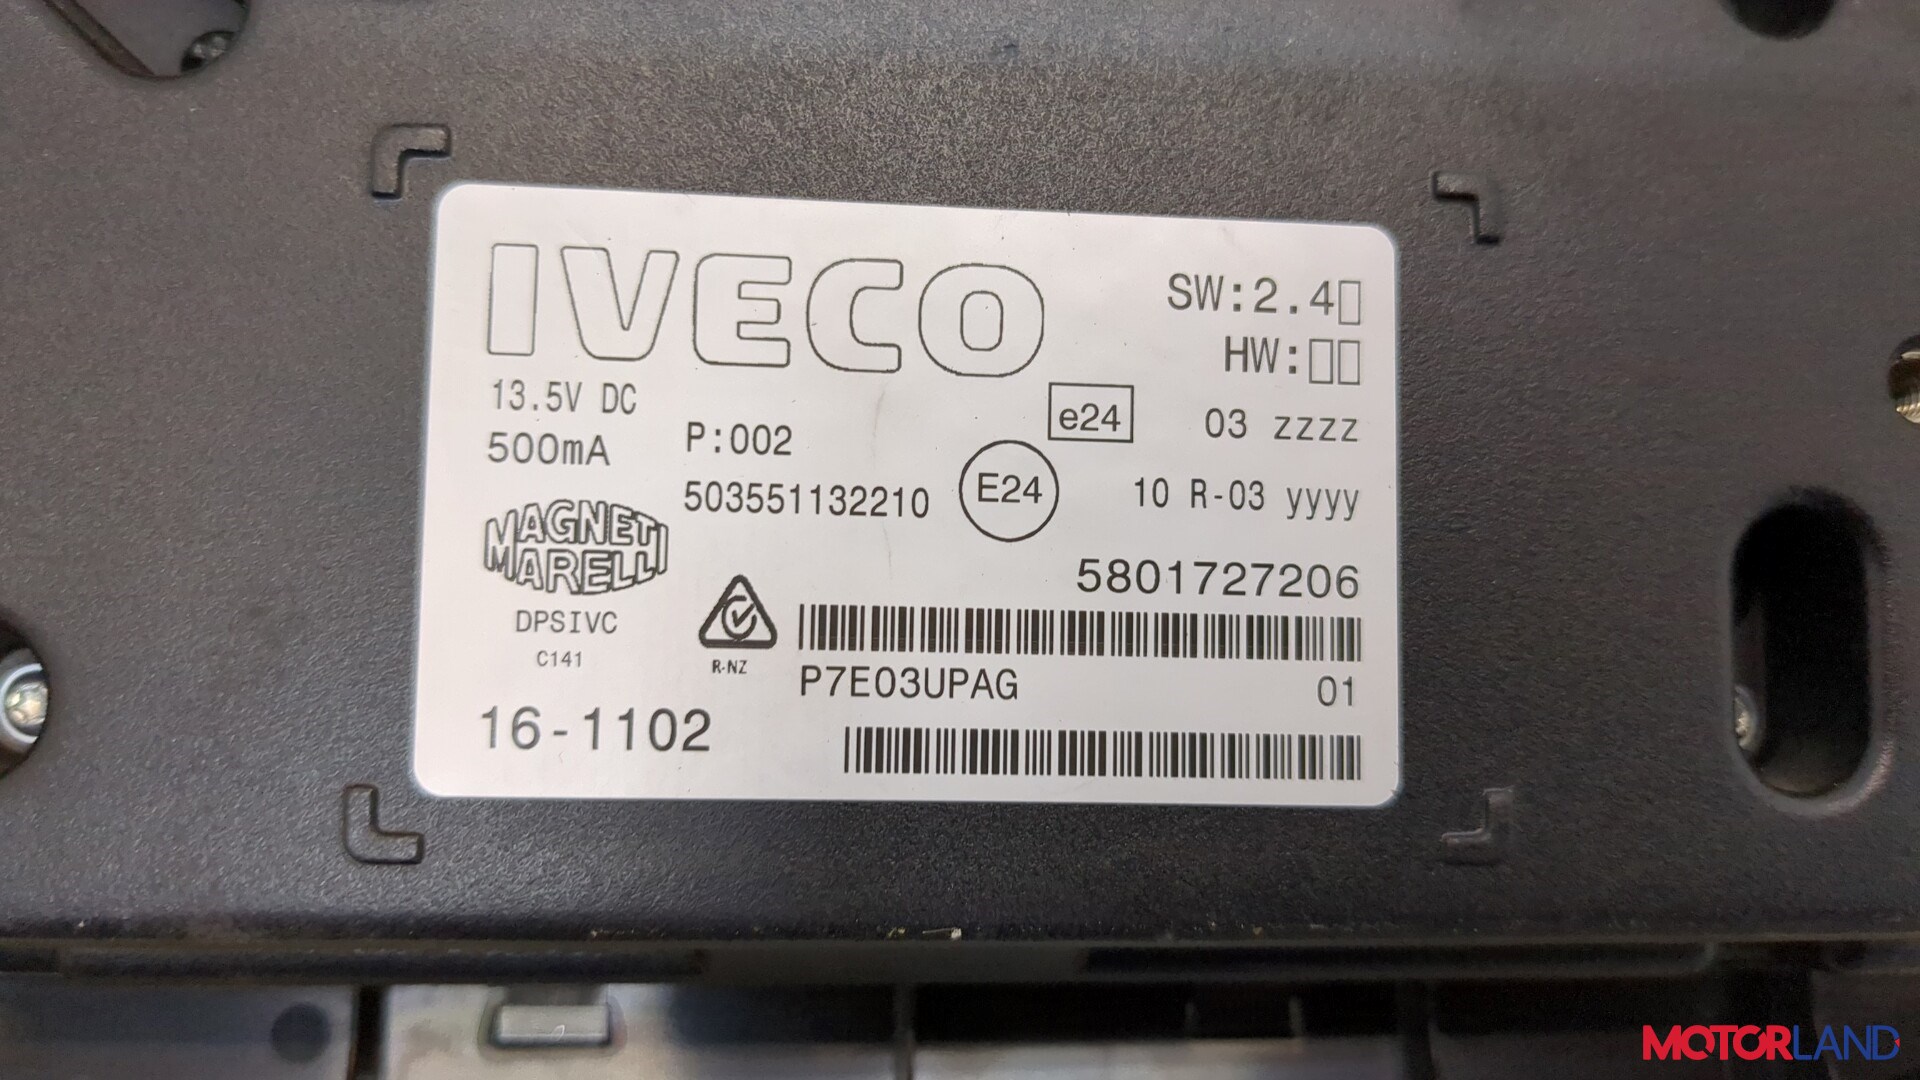 IVECO
SW:2.4▯
HW:▯▯
13.5V DC
500mA
P:002
503551132210
e24
03 zzzz
E24
10 R-03 yyyy
MAGNETI
MARELLI
DPSIVC
C141
R-NZ
5801727206
P7E03UPAG
01
16-1102
MOTORLAND